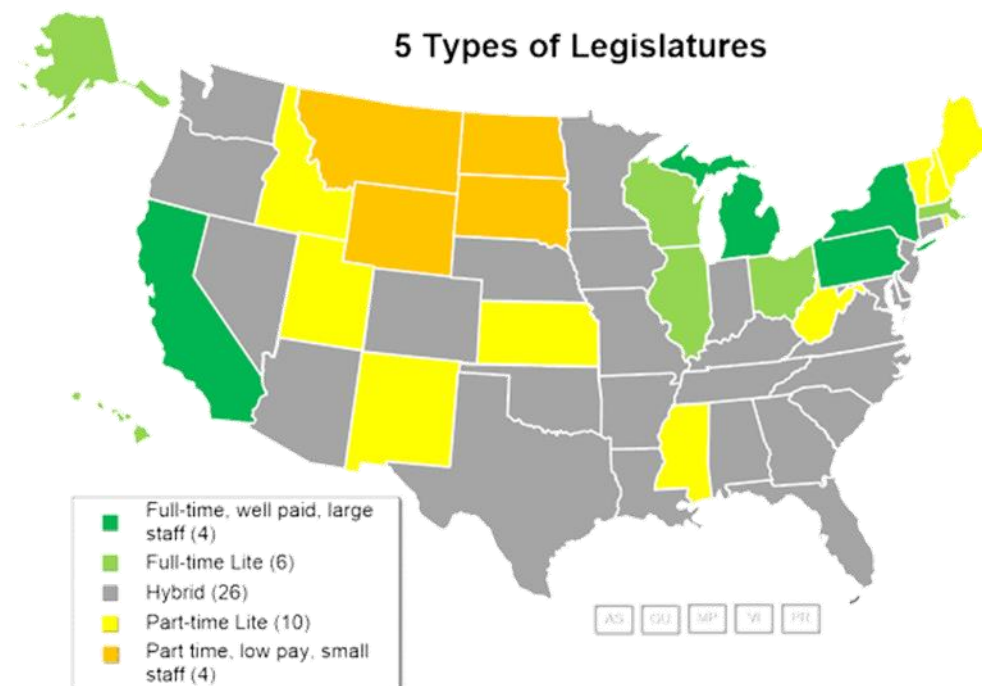 5 Types of Legislatures
Full-time, well paid, large
staff (4)
Full-time Lite (6)
Hybrid (26)
Part-time Lite (10)
Part time, low pay, small
staff (4)
AS GU MP VI PR